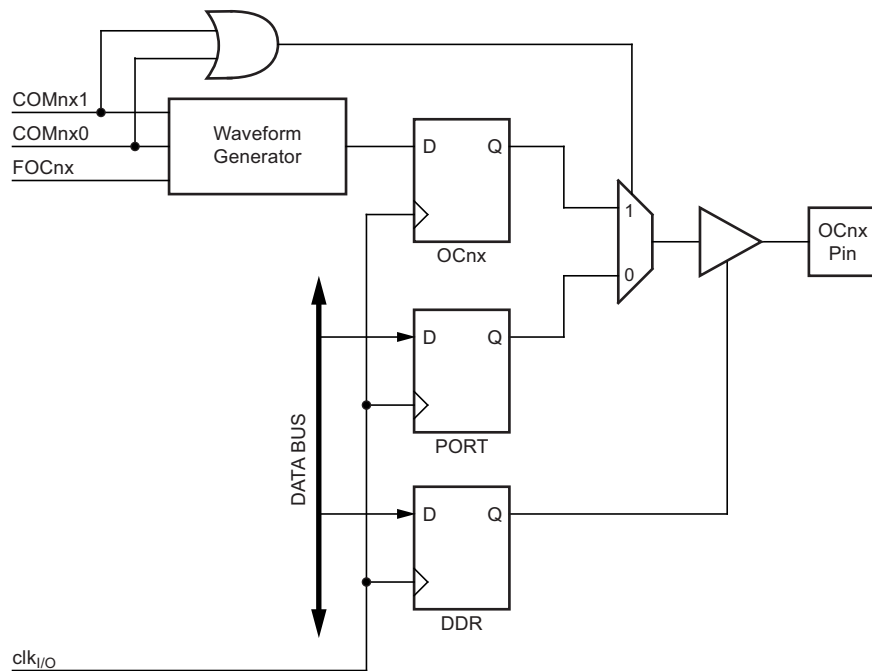 COMnx1
COMnx0
FOCnx
Waveform
Generator
D
Q
OCnx
1
0
OCnx
Pin
D
Q
PORT
DATA BUS
D
Q
DDR
clkI/O